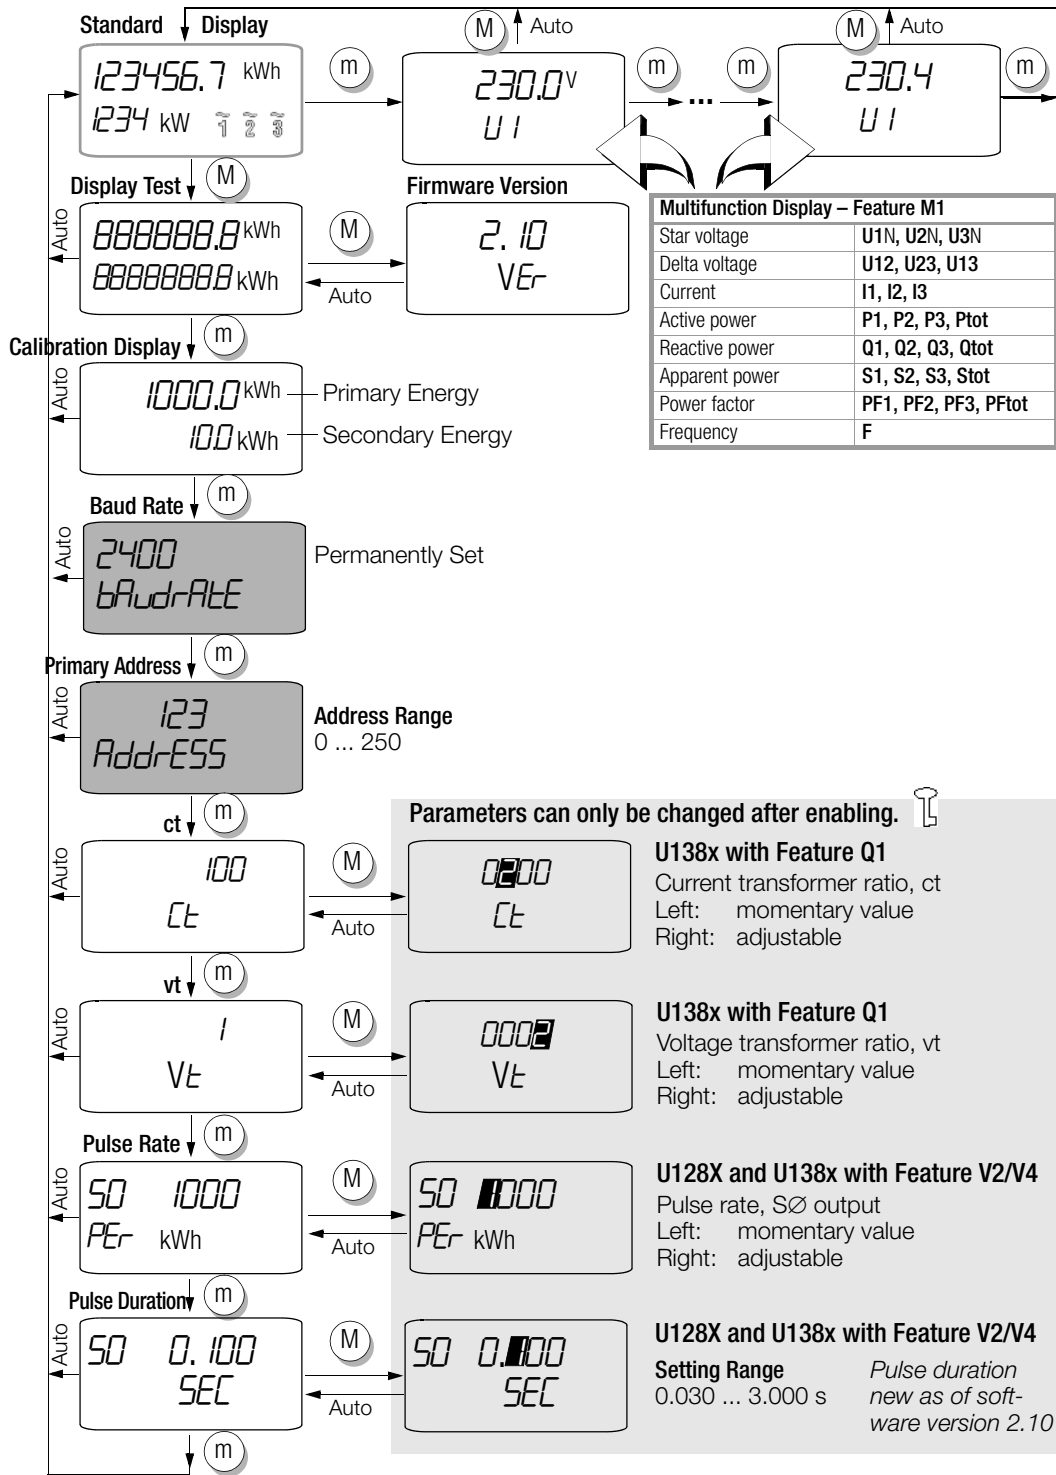 Standard Display
123456.7 kWh
1234 kW 1 2 3
m
M
Auto
230.0 V
U 1
m
...
m
M
Auto
230.4
U 1
m
Display Test
M
Auto
888888.8 kWh
8888888.8 kWh
M
Auto
Firmware Version
2. 10
VEr
Multifunction Display – Feature M1
Star voltage U1N, U2N, U3N
Delta voltage U12, U23, U13
Current I1, I2, I3
Active power P1, P2, P3, Ptot
Reactive power Q1, Q2, Q3, Qtot
Apparent power S1, S2, S3, Stot
Power factor PF1, PF2, PF3, PFtot
Frequency F
m
Calibration Display
Auto
1000.0 kWh
Primary Energy
10.0 kWh
Secondary Energy
m
Baud Rate
Auto
2400
bAudrAtE
Permanently Set
m
Primary Address
Auto
123
AddrESS
Address Range
0 ... 250
m
ct
Auto
100
Ct
M
Auto
Parameters can only be changed after enabling.
0200
Ct
U138x with Feature Q1
Current transformer ratio, ct
Left: momentary value
Right: adjustable
m
vt
Auto
1
Vt
M
Auto
0002
Vt
U138x with Feature Q1
Voltage transformer ratio, vt
Left: momentary value
Right: adjustable
m
Pulse Rate
Auto
S0 1000
PEr kWh
M
Auto
S0 1000
PEr kWh
U128X and U138x with Feature V2/V4
Pulse rate, S∅ output
Left: momentary value
Right: adjustable
m
Pulse Duration
Auto
S0 0. 100
SEC
M
Auto
S0 0.100
SEC
U128X and U138x with Feature V2/V4
Setting Range
0.030 ... 3.000 s
Pulse duration
new as of soft-
ware version 2.10
m